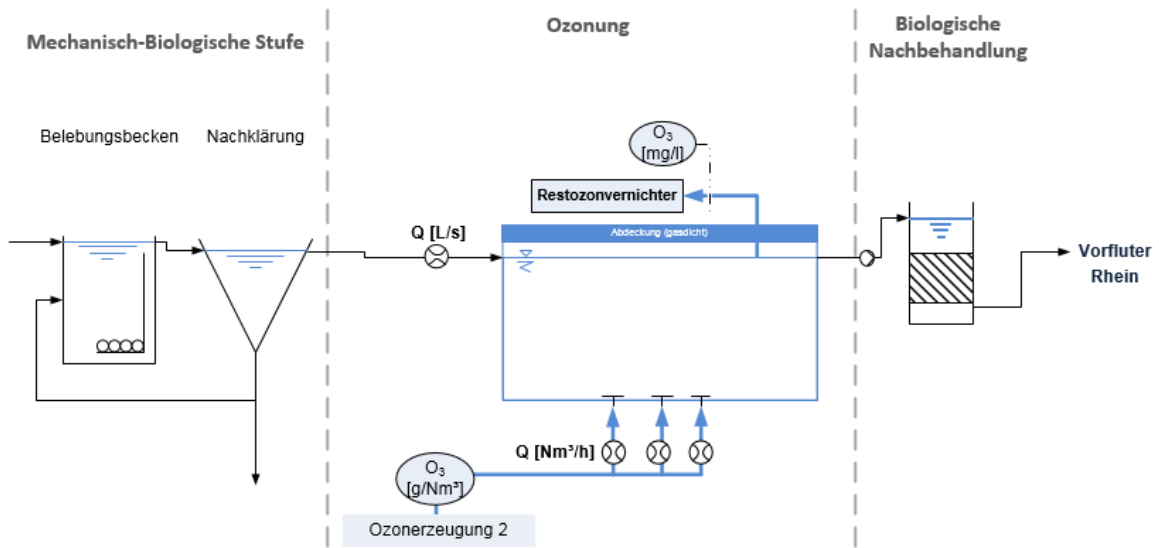 Mechanisch-Biologische Stufe
Ozonung
Biologische
Nachbehandlung
Belebungsbecken
Nachklärung
O₃
[mg/l]
Restozonvernichter
Q [L/s]
Abdeckung (gasdicht)
Vorfluter
Rhein
Q [Nm³/h]
O₃
[g/Nm³]
Ozonerzeugung 2